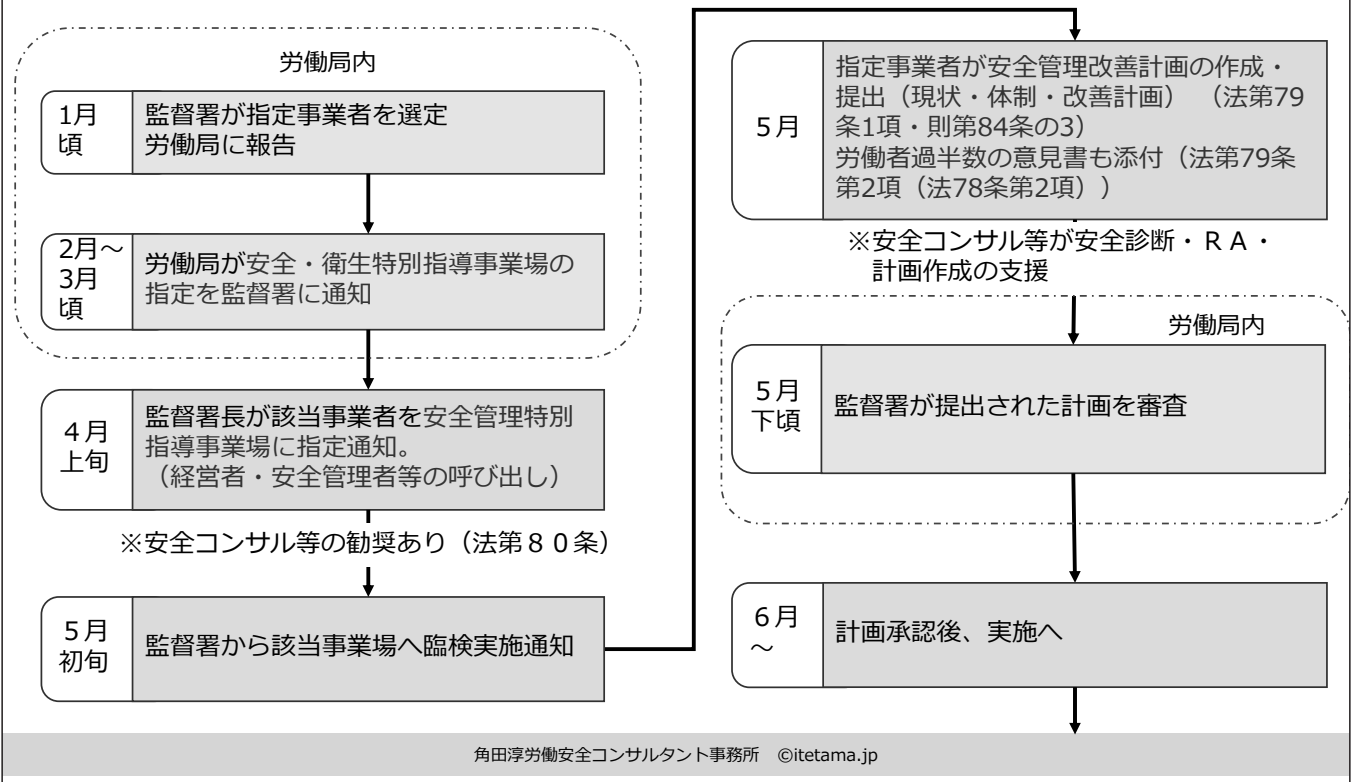 労働局内
1月
頃
監督署が指定事業者を選定
労働局に報告
2月～
3月
頃
労働局が安全・衛生特別指導事業場の
指定を監督署に通知
４月
上旬
監督署長が該当事業者を安全管理特別
指導事業場に指定通知。
（経営者・安全管理者等の呼び出し）
※安全コンサル等の勧奨あり（法第８０条）
５月
初旬
監督署から該当事業場へ臨検実施通知
５月
指定事業者が安全管理改善計画の作成・
提出（現状・体制・改善計画）　（法第79
条1項・則第84条の3）
労働者過半数の意見書も添付（法第79条
第2項（法78条第2項））
※安全コンサル等が安全診断・ＲＡ・
計画作成の支援
労働局内
５月
下頃
監督署が提出された計画を審査
６月
～
計画承認後、実施へ
角田淳労働安全コンサルタント事務所　©itetama.jp